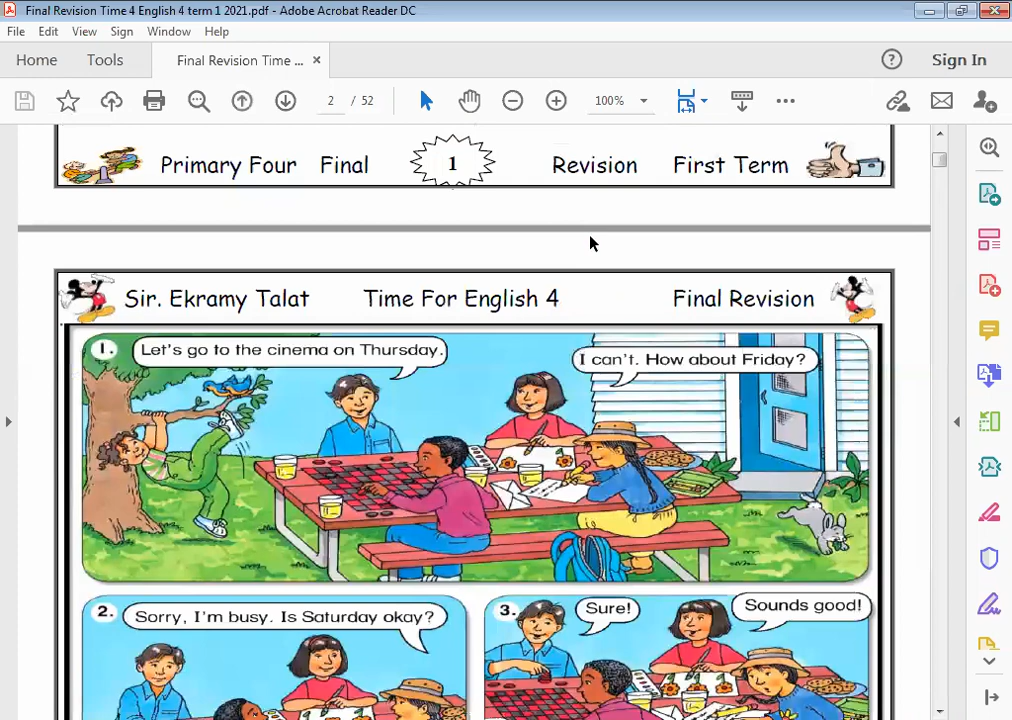 Final Revision Time 4 English 4 term 1 2021.pdf - Adobe Acrobat Reader DC
File Edit View Sign Window Help
Home Tools Final Revision Time ... × Sign In
2 / 52 100%
Primary Four Final 1 Revision First Term
Sir. Ekramy Talat Time For English 4 Final Revision
1. Let's go to the cinema on Thursday. I can't. How about Friday?
2. Sorry, I'm busy. Is Saturday okay?
3. Sure! Sounds good!